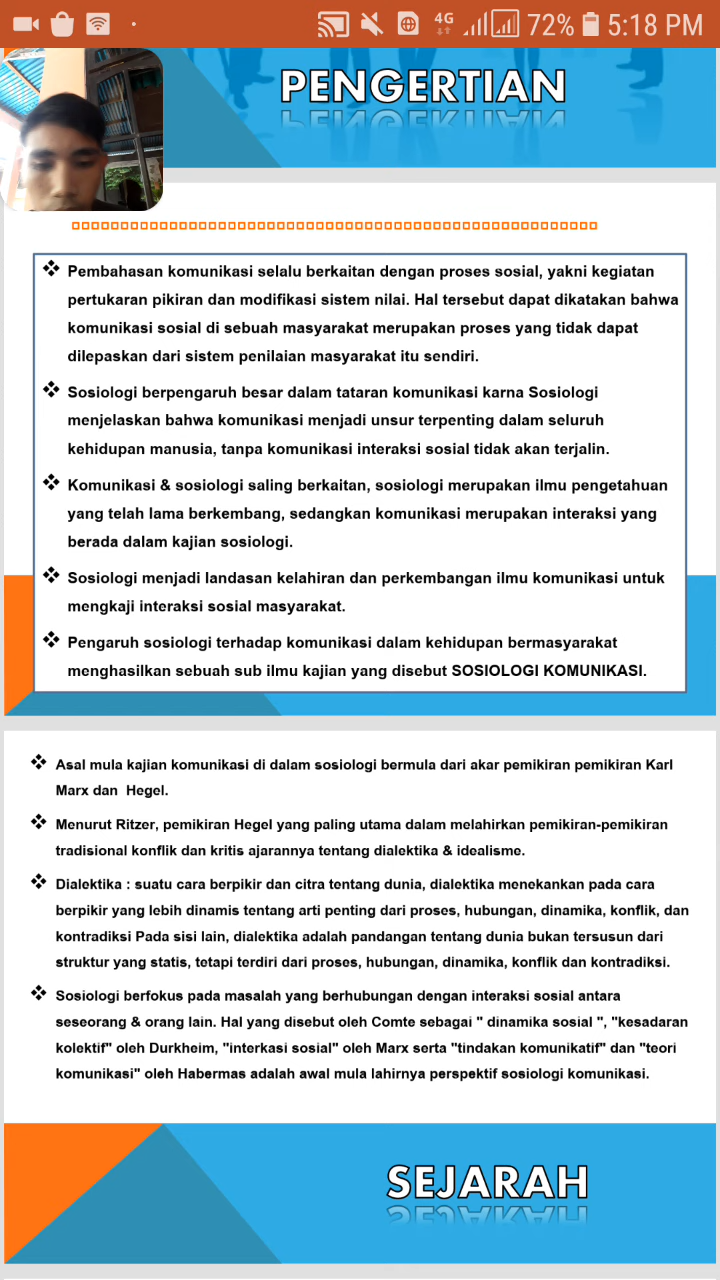 4G 72% 5:18 PM
PENGERTIAN
❖ Pembahasan komunikasi selalu berkaitan dengan proses sosial, yakni kegiatan
pertukaran pikiran dan modifikasi sistem nilai. Hal tersebut dapat dikatakan bahwa
komunikasi sosial di sebuah masyarakat merupakan proses yang tidak dapat
dilepaskan dari sistem penilaian masyarakat itu sendiri.
❖ Sosiologi berpengaruh besar dalam tataran komunikasi karna Sosiologi
menjelaskan bahwa komunikasi menjadi unsur terpenting dalam seluruh
kehidupan manusia, tanpa komunikasi interaksi sosial tidak akan terjalin.
❖ Komunikasi & sosiologi saling berkaitan, sosiologi merupakan ilmu pengetahuan
yang telah lama berkembang, sedangkan komunikasi merupakan interaksi yang
berada dalam kajian sosiologi.
❖ Sosiologi menjadi landasan kelahiran dan perkembangan ilmu komunikasi untuk
mengkaji interaksi sosial masyarakat.
❖ Pengaruh sosiologi terhadap komunikasi dalam kehidupan bermasyarakat
menghasilkan sebuah sub ilmu kajian yang disebut SOSIOLOGI KOMUNIKASI.
❖ Asal mula kajian komunikasi di dalam sosiologi bermula dari akar pemikiran pemikiran Karl
Marx dan Hegel.
❖ Menurut Ritzer, pemikiran Hegel yang paling utama dalam melahirkan pemikiran-pemikiran
tradisional konflik dan kritis ajarannya tentang dialektika & idealisme.
❖ Dialektika : suatu cara berpikir dan citra tentang dunia, dialektika menekankan pada cara
berpikir yang lebih dinamis tentang arti penting dari proses, hubungan, dinamika, konflik, dan
kontradiksi Pada sisi lain, dialektika adalah pandangan tentang dunia bukan tersusun dari
struktur yang statis, tetapi terdiri dari proses, hubungan, dinamika, konflik dan kontradiksi.
❖ Sosiologi berfokus pada masalah yang berhubungan dengan interaksi sosial antara
seseorang & orang lain. Hal yang disebut oleh Comte sebagai " dinamika sosial ", "kesadaran
kolektif" oleh Durkheim, "interkasi sosial" oleh Marx serta "tindakan komunikatif" dan "teori
komunikasi" oleh Habermas adalah awal mula lahirnya perspektif sosiologi komunikasi.
SEJARAH